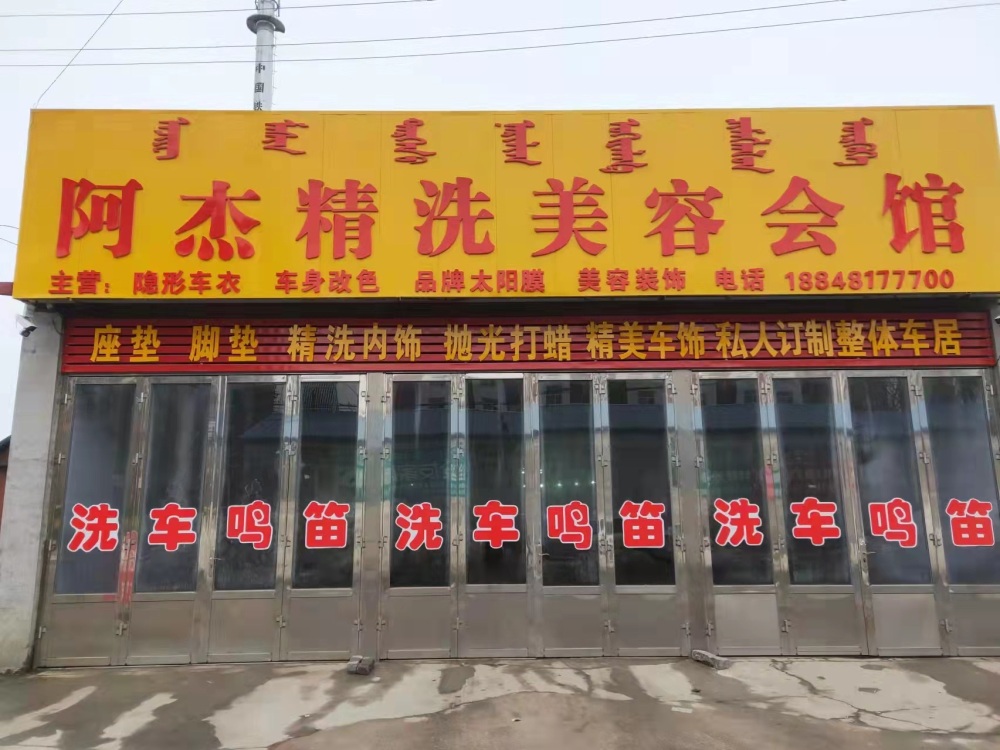 中国铁
阿杰精洗美容会馆
主营：隐形车衣 车身改色 品牌太阳膜 美容装饰 电话 18848177700
座垫 脚垫 精洗内饰 抛光打蜡 精美车饰 私人订制整体车居
洗车鸣笛 洗车鸣笛 洗车鸣笛